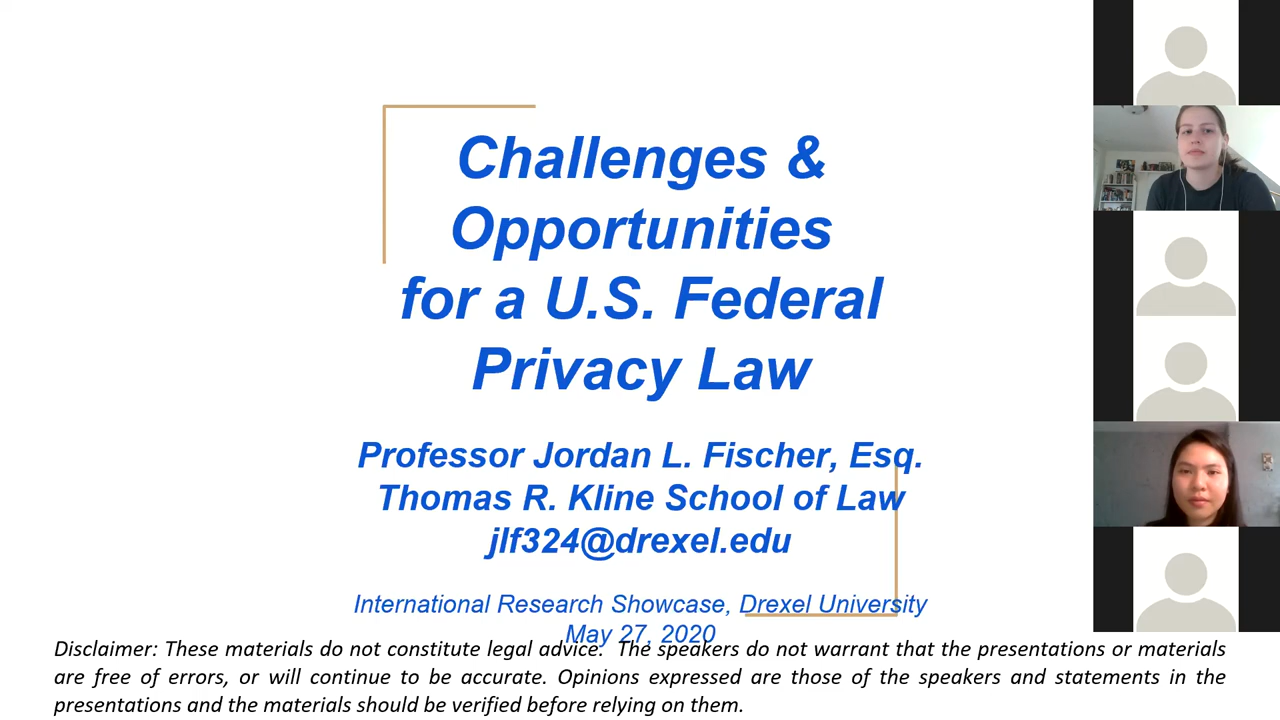 Challenges &
Opportunities
for a U.S. Federal
Privacy Law
Professor Jordan L. Fischer, Esq.
Thomas R. Kline School of Law
jlf324@drexel.edu
International Research Showcase, Drexel University
May 27, 2020
Disclaimer: These materials do not constitute legal advice. The speakers do not warrant that the presentations or materials
are free of errors, or will continue to be accurate. Opinions expressed are those of the speakers and statements in the
presentations and the materials should be verified before relying on them.